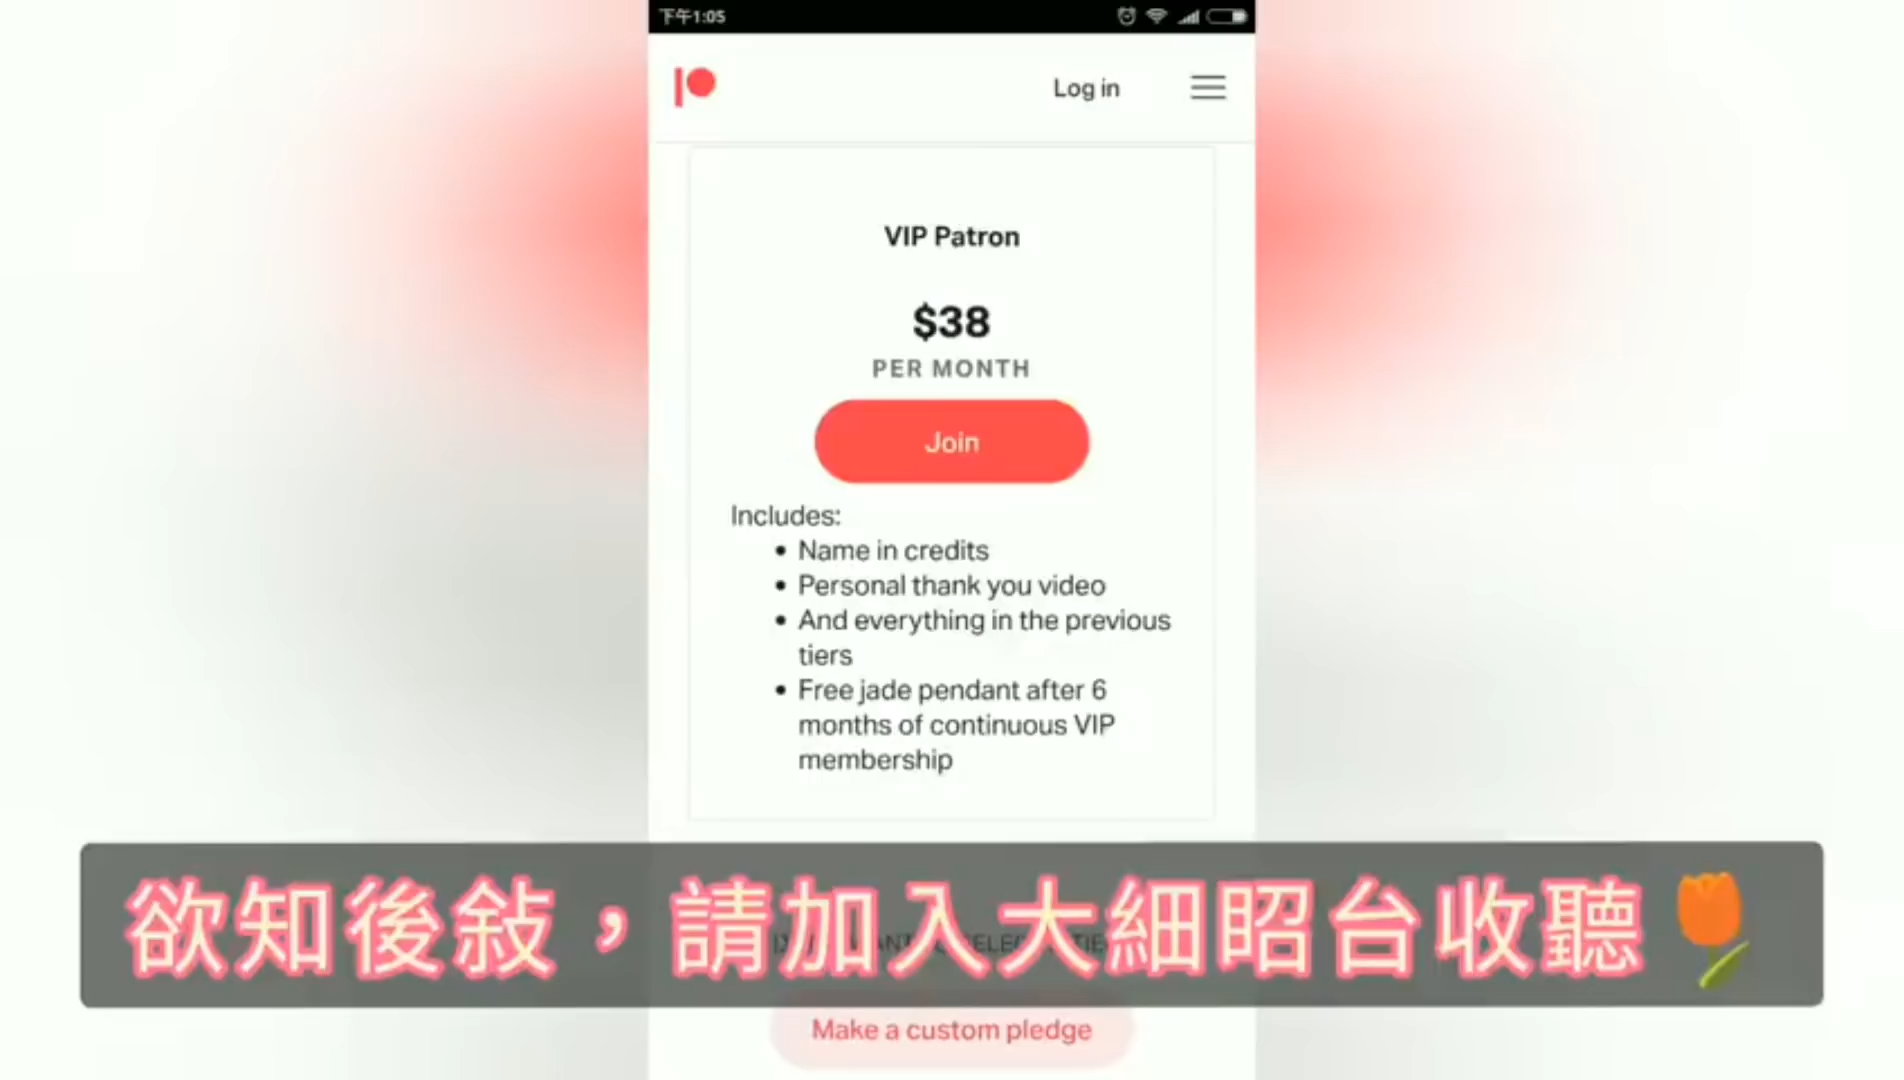 下午1:05
Log in
VIP Patron
$38
PER MONTH
Join
Includes:
• Name in credits
• Personal thank you video
• And everything in the previous
tiers
• Free jade pendant after 6
months of continuous VIP
membership
欲知後敍，請加入大細眧台收聽🌷
Make a custom pledge